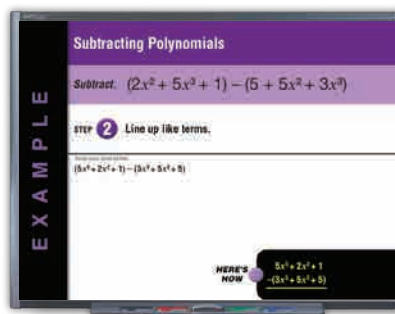 Subtracting Polynomials
Subtract: (2x² + 5x³ + 1) − (5 + 5x² + 3x³)
EXAMPLE
STEP 2 Line up like terms.
(5x³ + 2x² + 1) − (3x³ + 5x² + 5)
HERE'S HOW
5x³ + 2x² + 1
−(3x³ + 5x² + 5)